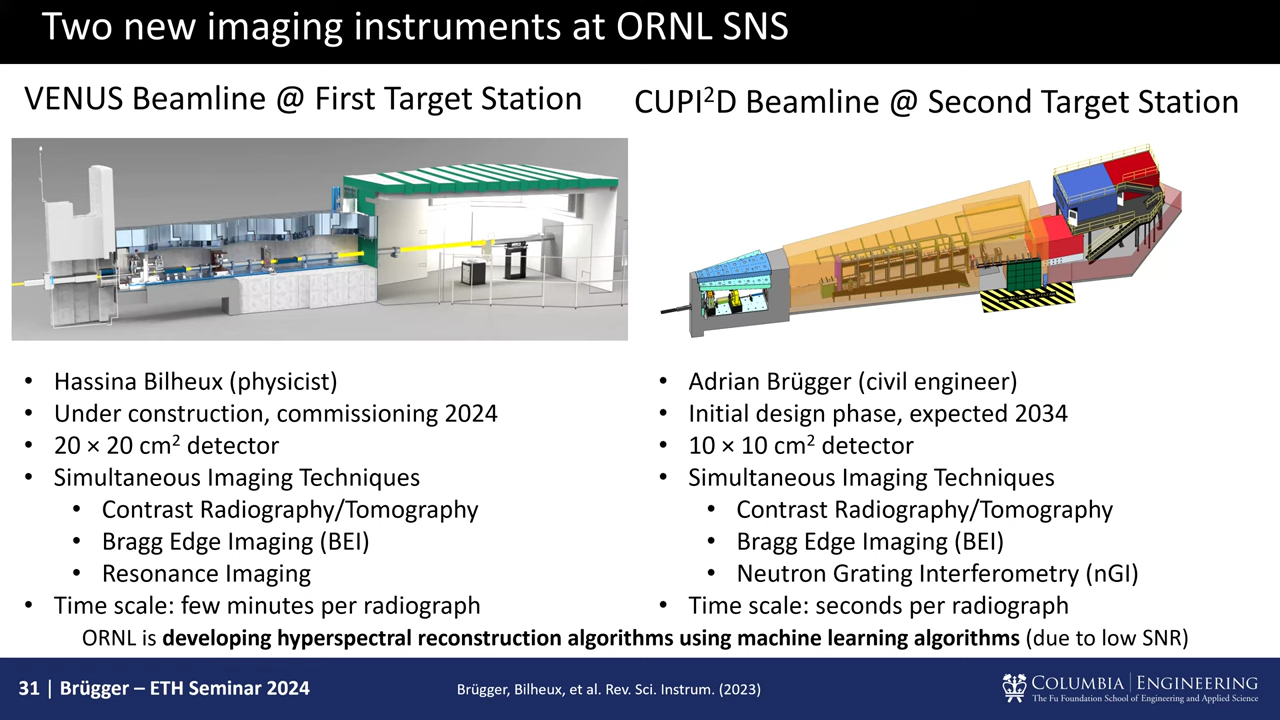 Two new imaging instruments at ORNL SNS
VENUS Beamline @ First Target Station
• Hassina Bilheux (physicist)
• Under construction, commissioning 2024
• 20 × 20 cm² detector
• Simultaneous Imaging Techniques
• Contrast Radiography/Tomography
• Bragg Edge Imaging (BEI)
• Resonance Imaging
• Time scale: few minutes per radiograph
CUPI²D Beamline @ Second Target Station
• Adrian Brügger (civil engineer)
• Initial design phase, expected 2034
• 10 × 10 cm² detector
• Simultaneous Imaging Techniques
• Contrast Radiography/Tomography
• Bragg Edge Imaging (BEI)
• Neutron Grating Interferometry (nGI)
• Time scale: seconds per radiograph
ORNL is developing hyperspectral reconstruction algorithms using machine learning algorithms (due to low SNR)
31 | Brügger – ETH Seminar 2024
Brügger, Bilheux, et al. Rev. Sci. Instrum. (2023)
COLUMBIA | ENGINEERING
The Fu Foundation School of Engineering and Applied Science